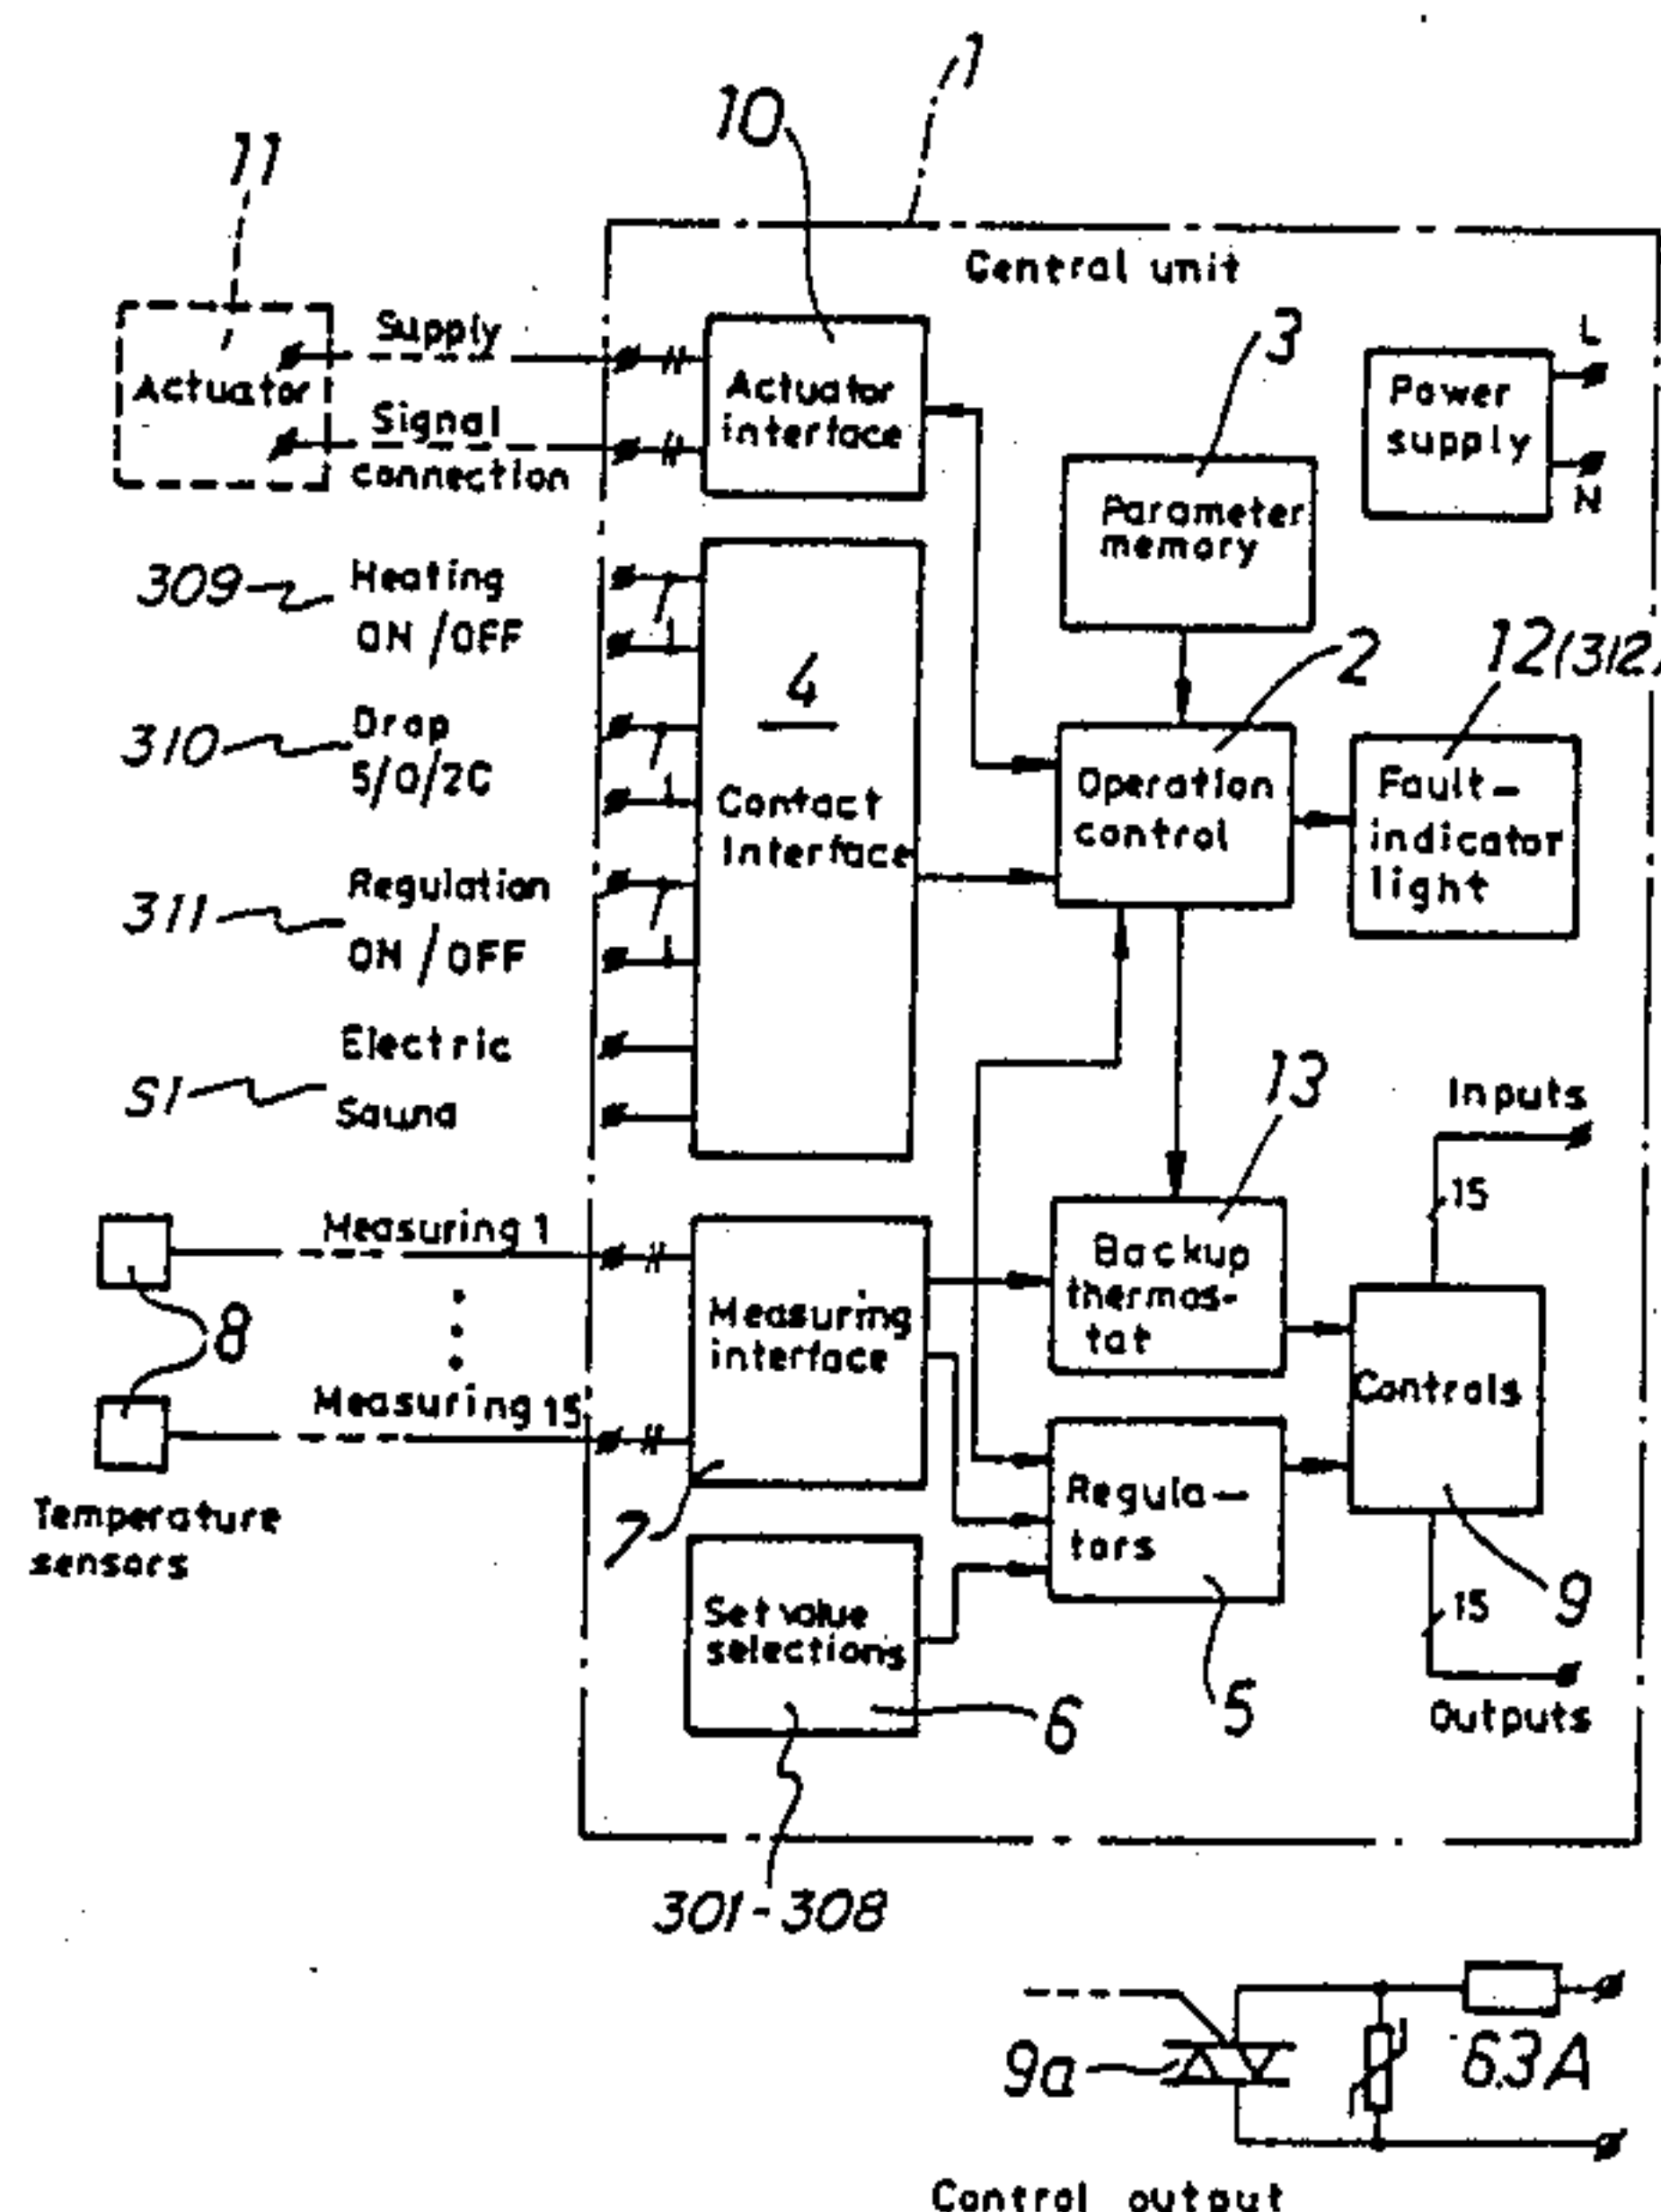 1
10
11
Central unit
Supply
Actuator
Signal
connection
Actuator
interface
3
L
Power
supply
N
Parameter
memory
309
Heating
ON / OFF
310
Drop
5/0/2C
4
Contact
Interface
2
12(312)
Operation
control
Fault-
indicator
light
311
Regulation
ON / OFF
Electric
S1
Sound
13
Inputs
15
Measuring 1
8
Measuring 15
Temperature
sensors
Measuring
interface
7
Backup
thermos-
tat
Controls
Regula-
tors
9
15
Outputs
Set value
selections
6
5
301-308
9a
6.3A
Control output